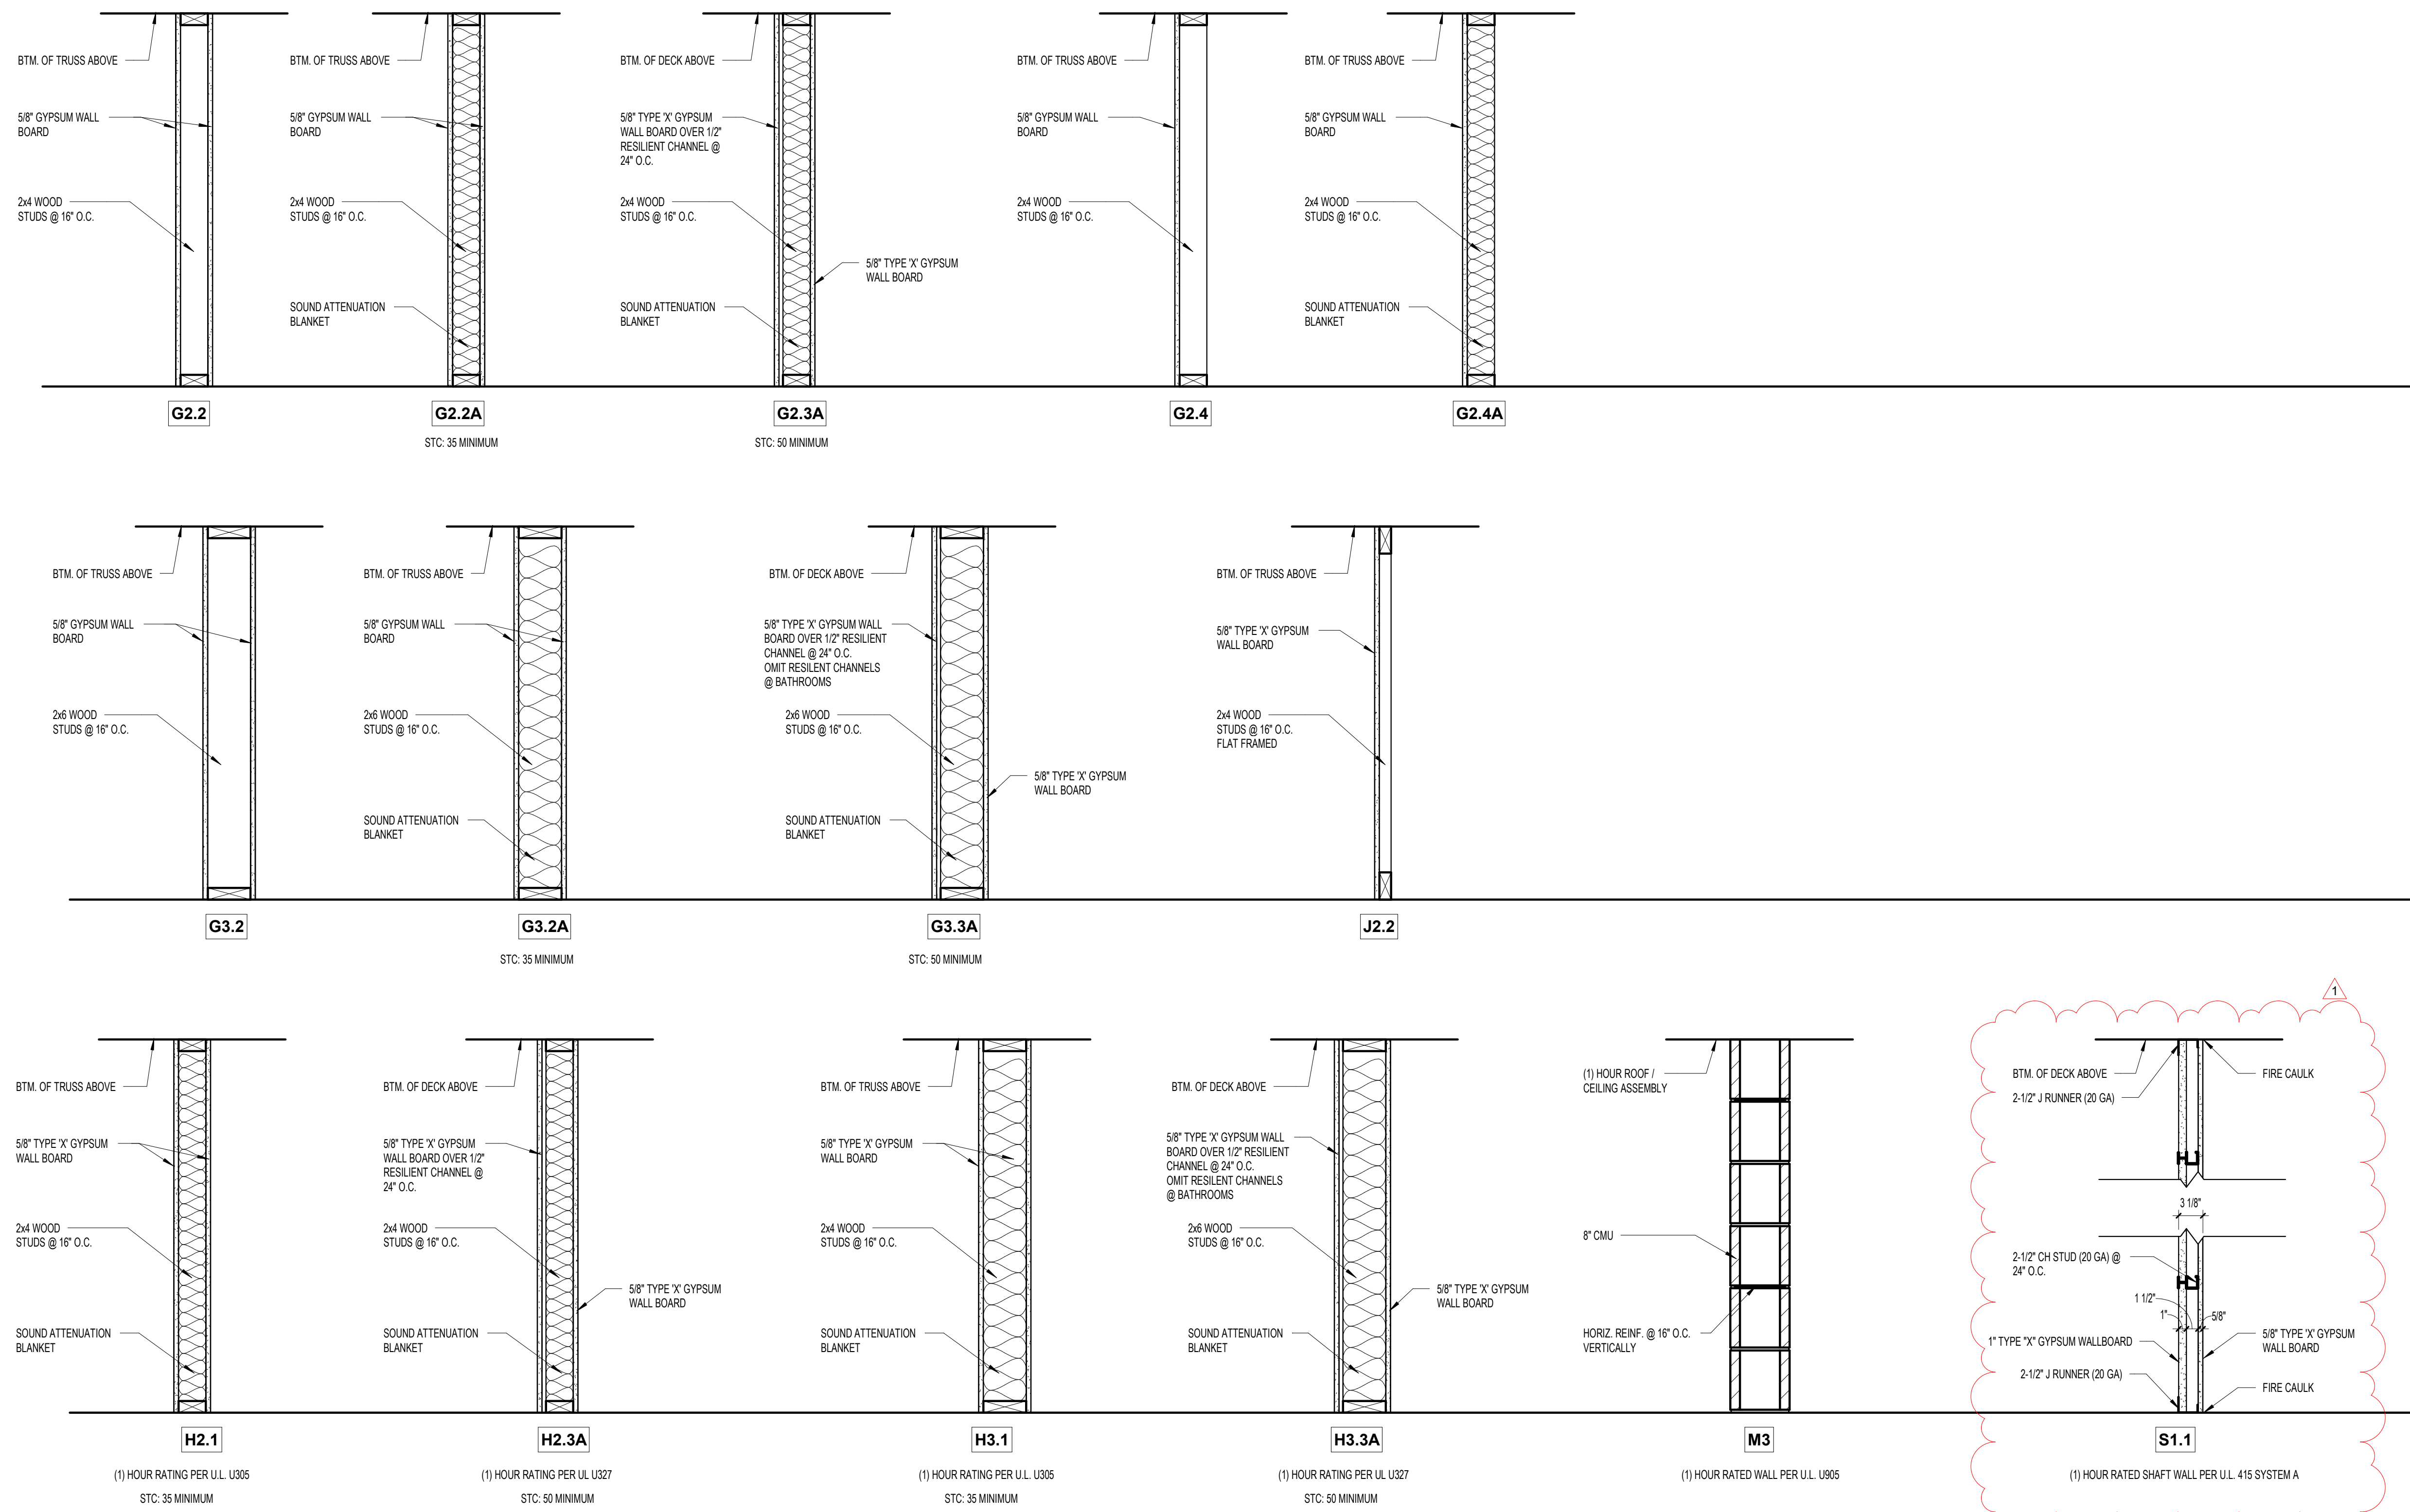 BTM. OF TRUSS ABOVE
5/8" GYPSUM WALL
BOARD
2x4 WOOD
STUDS @ 16" O.C.
G2.2
BTM. OF TRUSS ABOVE
5/8" GYPSUM WALL
BOARD
2x4 WOOD
STUDS @ 16" O.C.
SOUND ATTENUATION
BLANKET
G2.2A
STC: 35 MINIMUM
BTM. OF DECK ABOVE
5/8" TYPE 'X' GYPSUM
WALL BOARD OVER 1/2"
RESILIENT CHANNEL @
24" O.C.
2x4 WOOD
STUDS @ 16" O.C.
5/8" TYPE 'X' GYPSUM
WALL BOARD
SOUND ATTENUATION
BLANKET
G2.3A
STC: 50 MINIMUM
BTM. OF TRUSS ABOVE
5/8" GYPSUM WALL
BOARD
2x4 WOOD
STUDS @ 16" O.C.
G2.4
BTM. OF TRUSS ABOVE
5/8" GYPSUM WALL
BOARD
2x4 WOOD
STUDS @ 16" O.C.
SOUND ATTENUATION
BLANKET
G2.4A
BTM. OF TRUSS ABOVE
5/8" GYPSUM WALL
BOARD
2x6 WOOD
STUDS @ 16" O.C.
G3.2
BTM. OF TRUSS ABOVE
5/8" GYPSUM WALL
BOARD
2x6 WOOD
STUDS @ 16" O.C.
SOUND ATTENUATION
BLANKET
G3.2A
STC: 35 MINIMUM
BTM. OF DECK ABOVE
5/8" TYPE 'X' GYPSUM WALL
BOARD OVER 1/2" RESILIENT
CHANNEL @ 24" O.C.
OMIT RESILENT CHANNELS
@ BATHROOMS
2x6 WOOD
STUDS @ 16" O.C.
5/8" TYPE 'X' GYPSUM
WALL BOARD
SOUND ATTENUATION
BLANKET
G3.3A
STC: 50 MINIMUM
BTM. OF TRUSS ABOVE
5/8" TYPE 'X' GYPSUM
WALL BOARD
2x4 WOOD
STUDS @ 16" O.C.
FLAT FRAMED
J2.2
BTM. OF TRUSS ABOVE
5/8" TYPE 'X' GYPSUM
WALL BOARD
2x4 WOOD
STUDS @ 16" O.C.
SOUND ATTENUATION
BLANKET
H2.1
(1) HOUR RATING PER U.L. U305
STC: 35 MINIMUM
BTM. OF DECK ABOVE
5/8" TYPE 'X' GYPSUM
WALL BOARD OVER 1/2"
RESILIENT CHANNEL @
24" O.C.
2x4 WOOD
STUDS @ 16" O.C.
5/8" TYPE 'X' GYPSUM
WALL BOARD
SOUND ATTENUATION
BLANKET
H2.3A
(1) HOUR RATING PER UL U327
STC: 50 MINIMUM
BTM. OF TRUSS ABOVE
5/8" TYPE 'X' GYPSUM
WALL BOARD
2x4 WOOD
STUDS @ 16" O.C.
SOUND ATTENUATION
BLANKET
H3.1
(1) HOUR RATING PER U.L. U305
STC: 35 MINIMUM
BTM. OF DECK ABOVE
5/8" TYPE 'X' GYPSUM WALL
BOARD OVER 1/2" RESILIENT
CHANNEL @ 24" O.C.
OMIT RESILENT CHANNELS
@ BATHROOMS
2x6 WOOD
STUDS @ 16" O.C.
5/8" TYPE 'X' GYPSUM
WALL BOARD
SOUND ATTENUATION
BLANKET
H3.3A
(1) HOUR RATING PER UL U327
STC: 50 MINIMUM
(1) HOUR ROOF /
CEILING ASSEMBLY
8" CMU
HORIZ. REINF. @ 16" O.C.
VERTICALLY
M3
(1) HOUR RATED WALL PER U.L. U905
1
BTM. OF DECK ABOVE
FIRE CAULK
2-1/2" J RUNNER (20 GA)
3 1/8"
2-1/2" CH STUD (20 GA) @
24" O.C.
1 1/2"
1"
5/8"
1" TYPE "X" GYPSUM WALLBOARD
5/8" TYPE 'X' GYPSUM
WALL BOARD
2-1/2" J RUNNER (20 GA)
FIRE CAULK
S1.1
(1) HOUR RATED SHAFT WALL PER U.L. 415 SYSTEM A